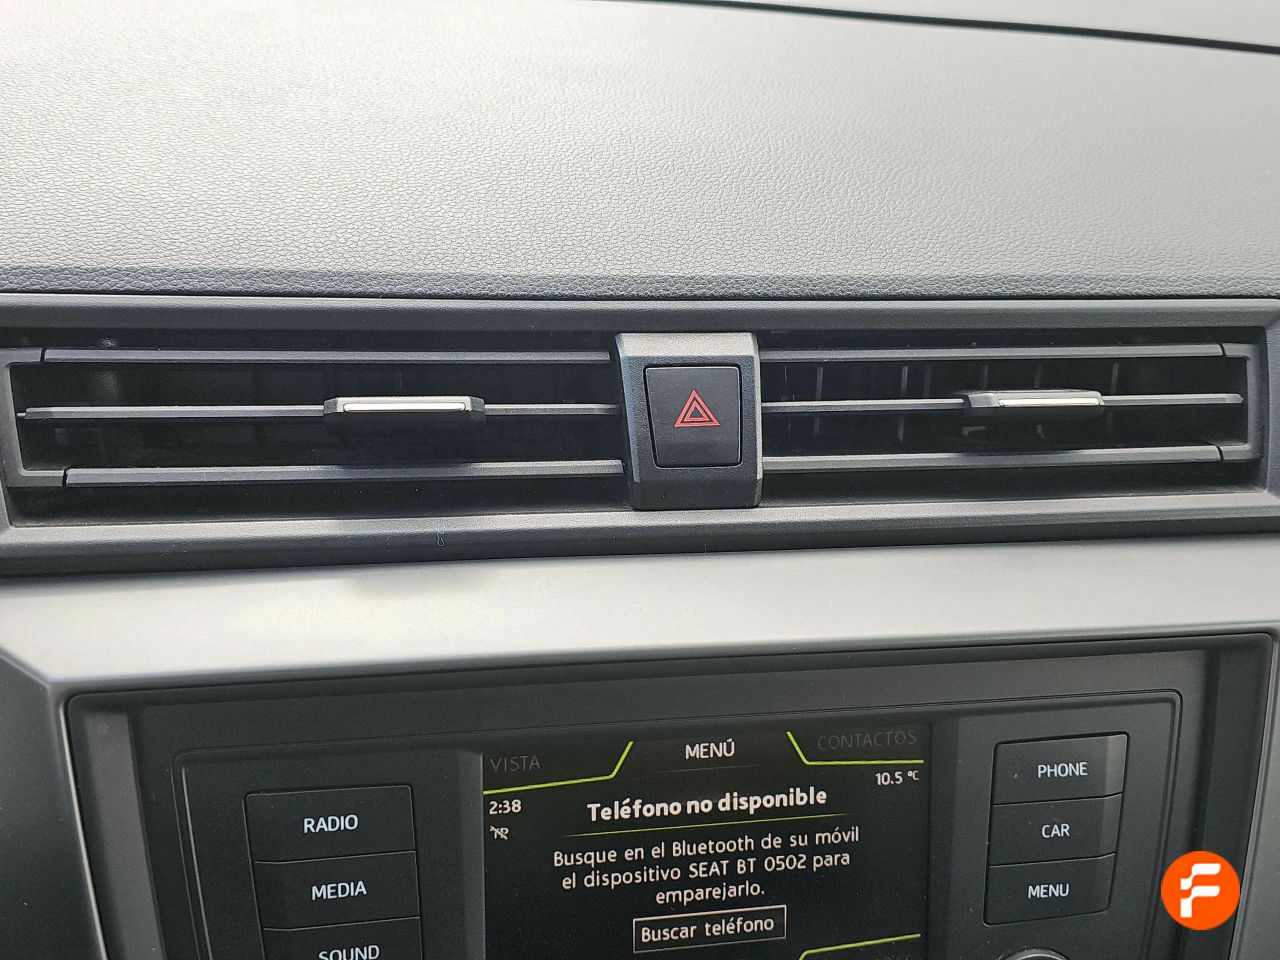 VISTA
MENÚ
CONTACTOS
2:38
10.5 °C
Teléfono no disponible
Busque en el Bluetooth de su móvil
el dispositivo SEAT BT 0502 para
emparejarlo.
Buscar teléfono
RADIO
MEDIA
SOUND
PHONE
CAR
MENU